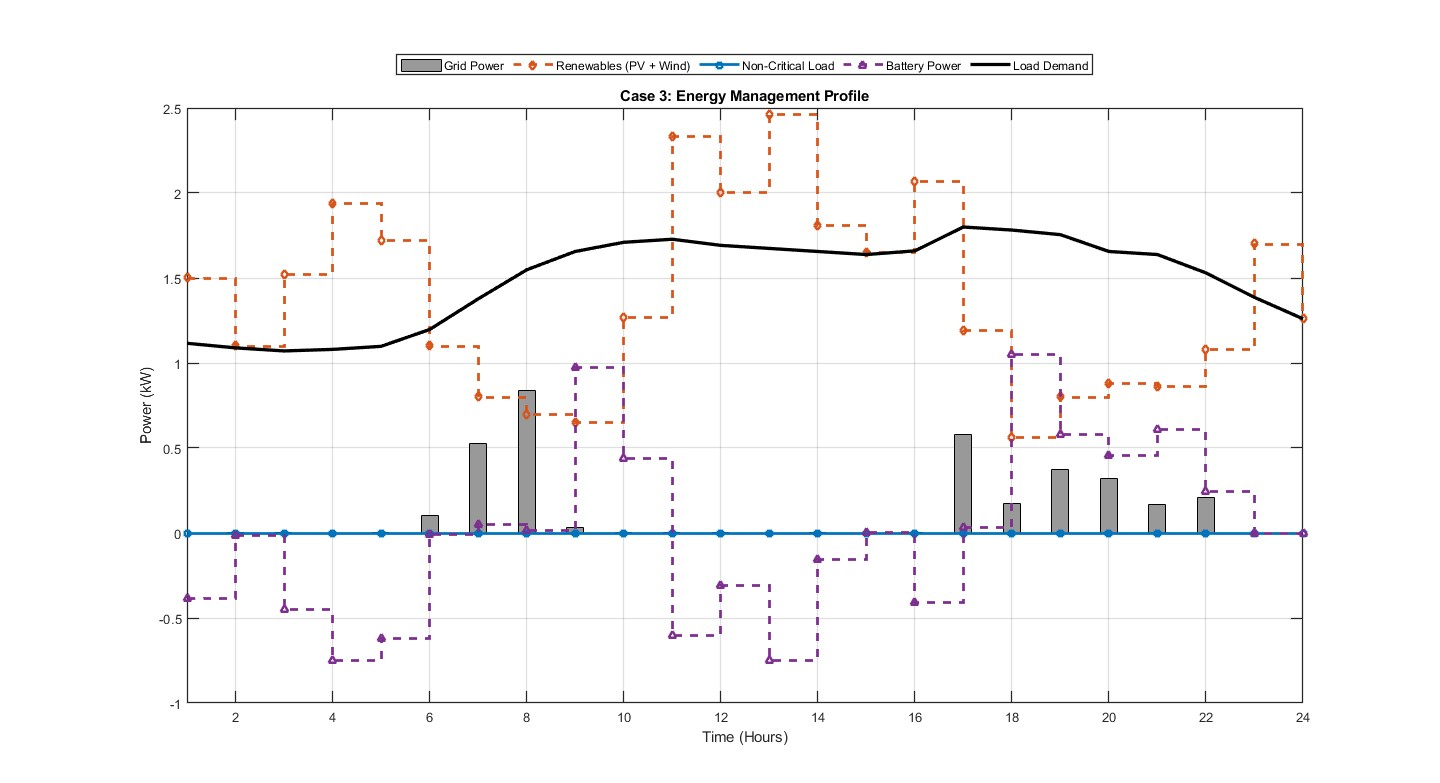 Grid Power Renewables (PV + Wind) Non-Critical Load Battery Power Load Demand
Case 3: Energy Management Profile
2.5
2
1.5
1
0.5
0
-0.5
-1
Power (kW)
2 4 6 8 10 12 14 16 18 20 22 24
Time (Hours)